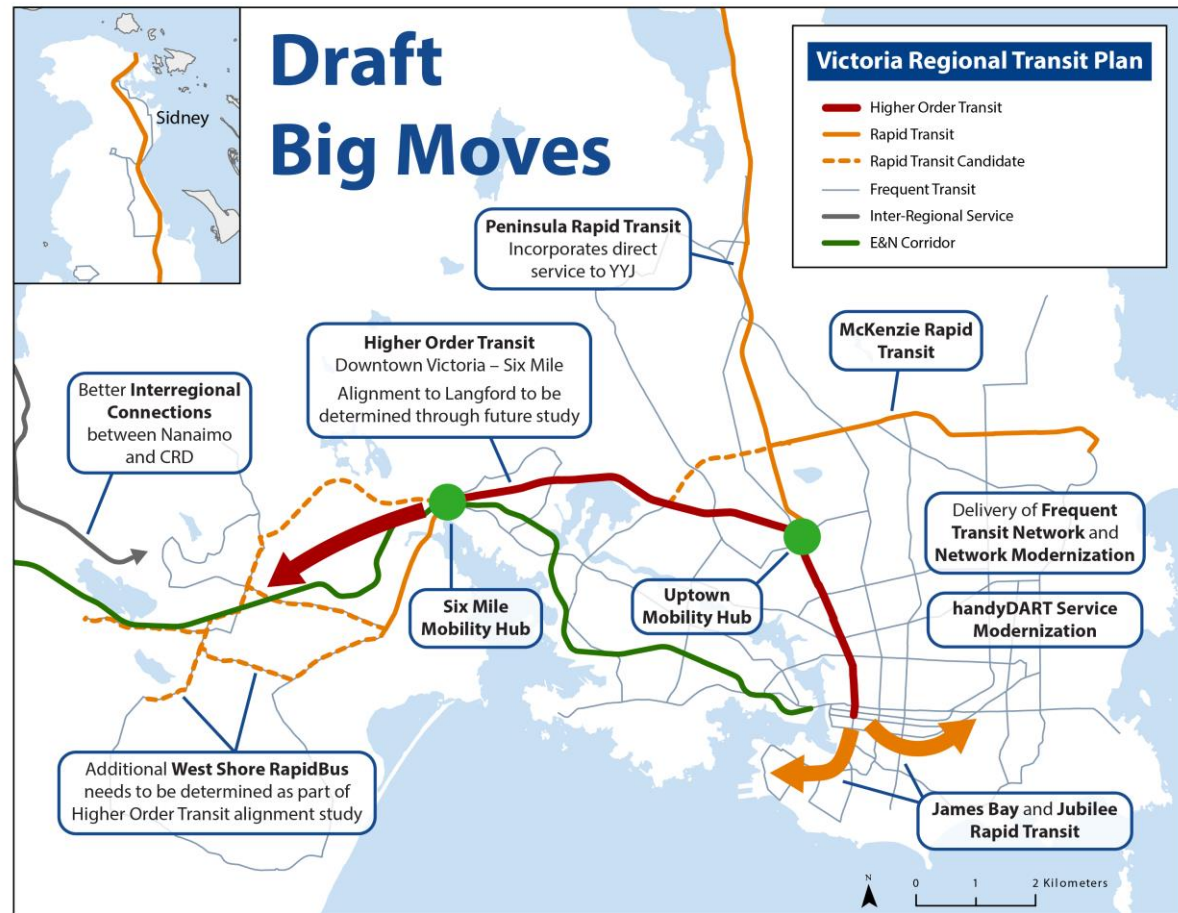 Draft
Big Moves
Sidney
Victoria Regional Transit Plan
Higher Order Transit
Rapid Transit
Rapid Transit Candidate
Frequent Transit
Inter-Regional Service
E&N Corridor
Peninsula Rapid Transit
Incorporates direct
service to YYJ
McKenzie Rapid
Transit
Higher Order Transit
Downtown Victoria – Six Mile
Alignment to Langford to be
determined through future study
Better Interregional
Connections
between Nanaimo
and CRD
Delivery of Frequent
Transit Network and
Network Modernization
Six Mile
Mobility Hub
Uptown
Mobility Hub
handyDART Service
Modernization
Additional West Shore RapidBus
needs to be determined as part of
Higher Order Transit alignment study
James Bay and Jubilee
Rapid Transit
N
0 1 2 Kilometers